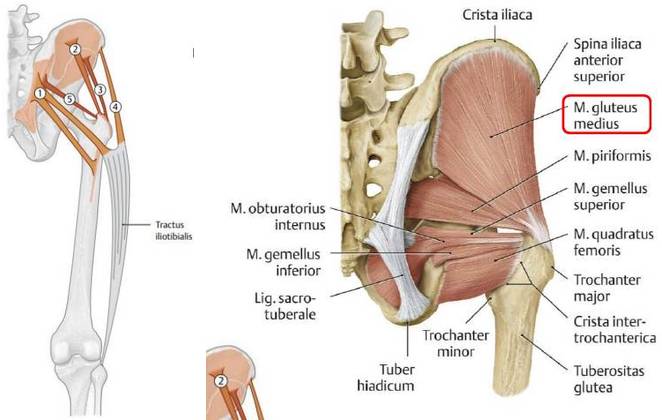 2
1
3
5
4
Tractus
iliotibialis
2
Crista iliaca
Spina iliaca
anterior
superior
M. gluteus
medius
M. piriformis
M. gemellus
superior
M. quadratus
femoris
Trochanter
major
Crista inter-
trochanterica
Tuberositas
glutea
M. obturatorius
internus
M. gemellus
inferior
Lig. sacro-
tuberale
Trochanter
minor
Tuber
hiadicum